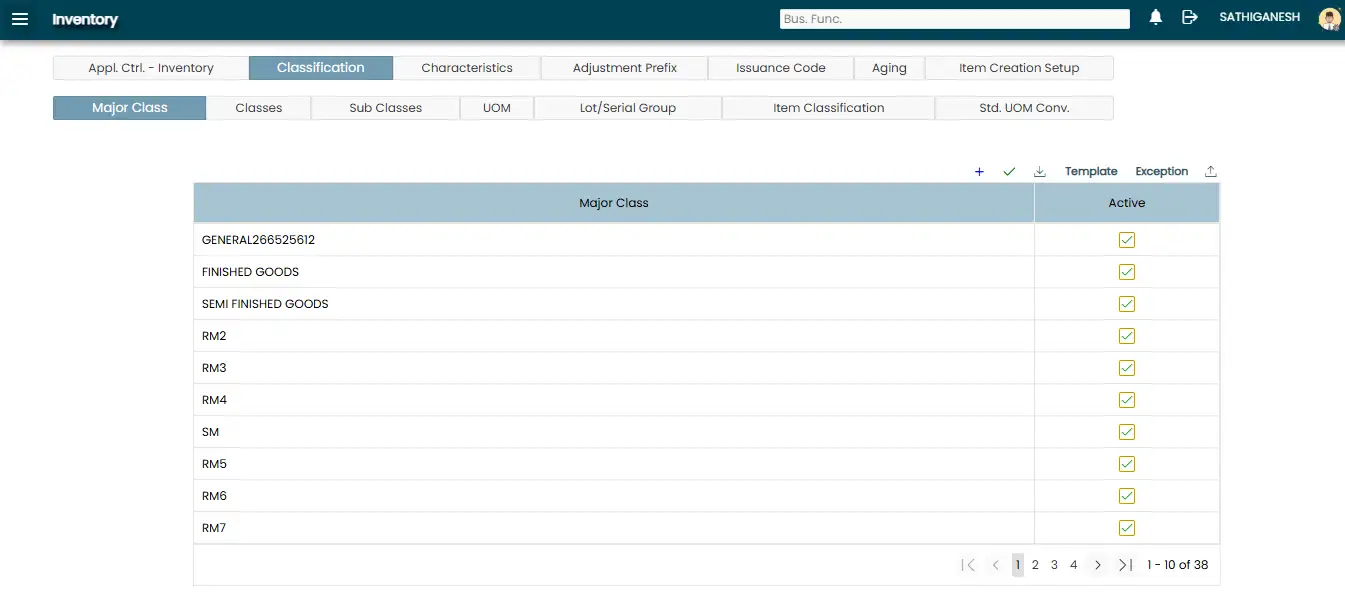 Inventory Bus. Func. SATHIGANESH
Appl. Ctrl. - Inventory Classification Characteristics Adjustment Prefix Issuance Code Aging Item Creation Setup
Major Class Classes Sub Classes UOM Lot/Serial Group Item Classification Std. UOM Conv.
+ Template Exception
Major Class Active
GENERAL266525612
FINISHED GOODS
SEMI FINISHED GOODS
RM2
RM3
RM4
SM
RM5
RM6
RM7
1 2 3 4 1 - 10 of 38